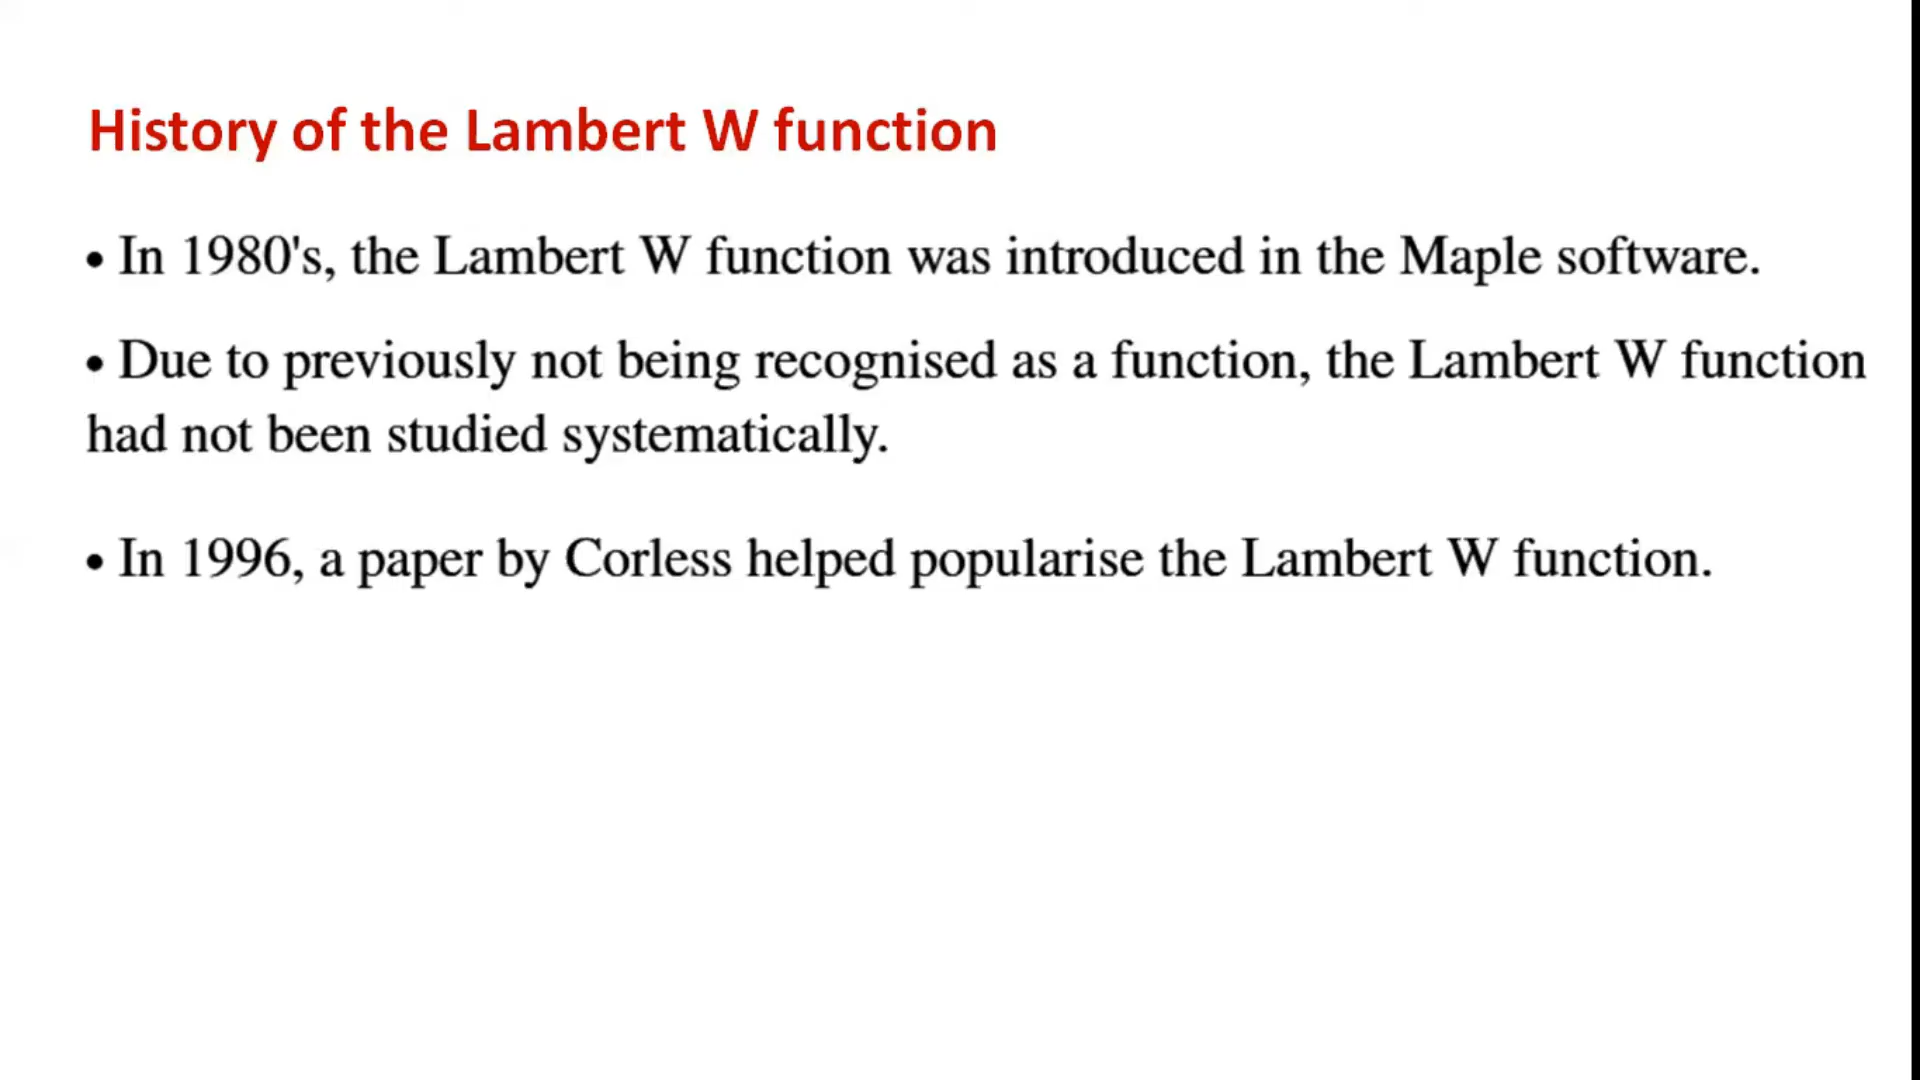 History of the Lambert W function
• In 1980's, the Lambert W function was introduced in the Maple software.
• Due to previously not being recognised as a function, the Lambert W function
had not been studied systematically.
• In 1996, a paper by Corless helped popularise the Lambert W function.